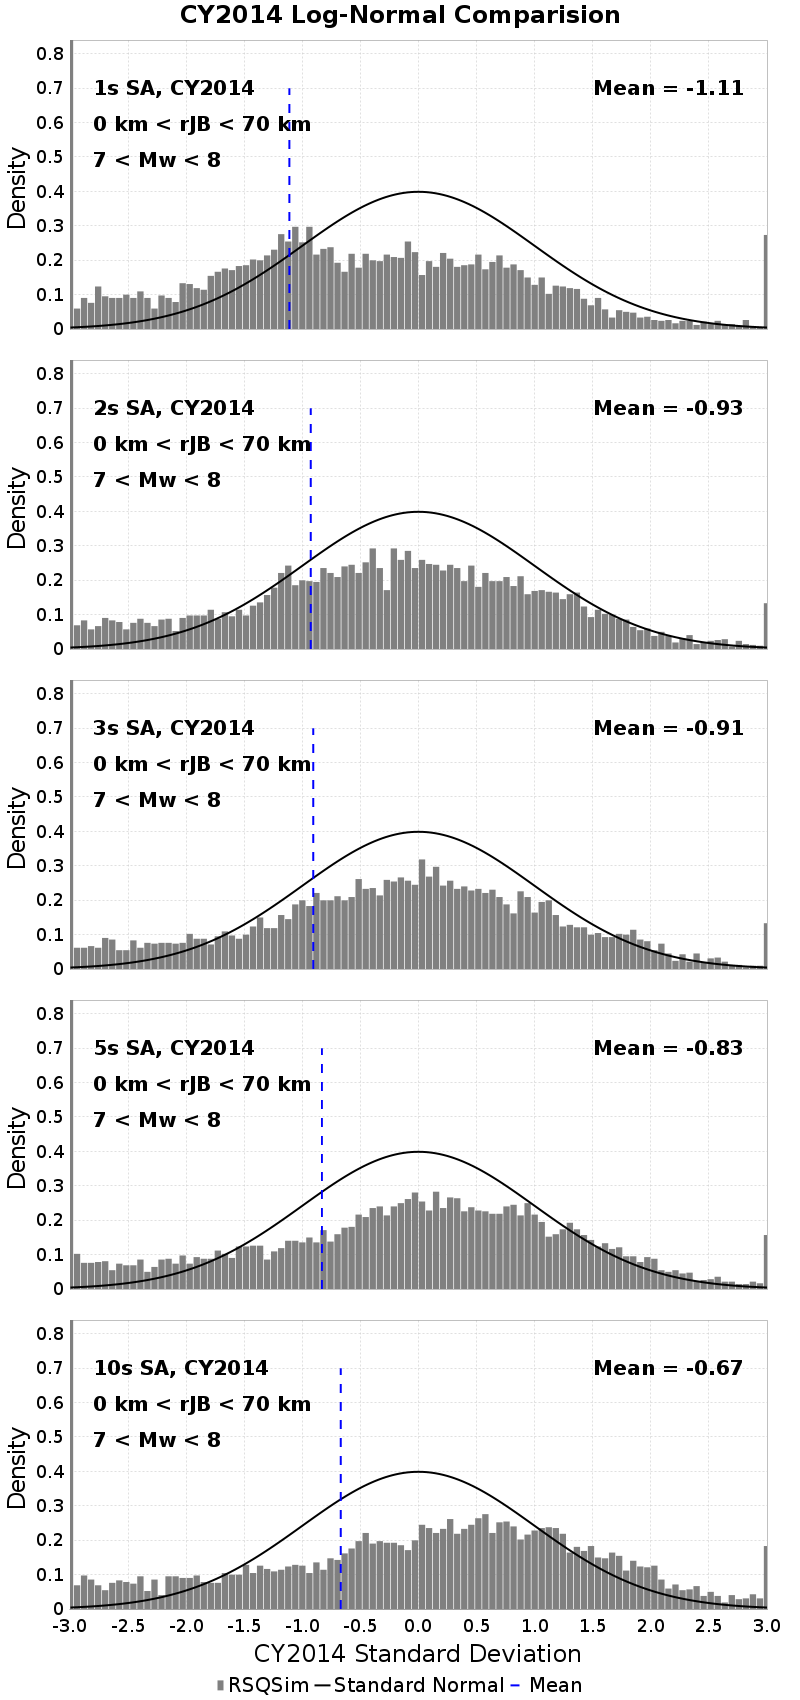 CY2014 Log-Normal Comparision
0.8
0.7
0.6
0.5
0.4
0.3
0.2
0.1
0
Density
1s SA, CY2014
Mean = -1.11
0 km < rJB < 70 km
7 < Mw < 8
0.8
0.7
0.6
0.5
0.4
0.3
0.2
0.1
0
Density
2s SA, CY2014
Mean = -0.93
0 km < rJB < 70 km
7 < Mw < 8
0.8
0.7
0.6
0.5
0.4
0.3
0.2
0.1
0
Density
3s SA, CY2014
Mean = -0.91
0 km < rJB < 70 km
7 < Mw < 8
0.8
0.7
0.6
0.5
0.4
0.3
0.2
0.1
0
Density
5s SA, CY2014
Mean = -0.83
0 km < rJB < 70 km
7 < Mw < 8
0.8
0.7
0.6
0.5
0.4
0.3
0.2
0.1
0
Density
10s SA, CY2014
Mean = -0.67
0 km < rJB < 70 km
7 < Mw < 8
-3.0 -2.5 -2.0 -1.5 -1.0 -0.5 0.0 0.5 1.0 1.5 2.0 2.5 3.0
CY2014 Standard Deviation
RSQSim Standard Normal Mean